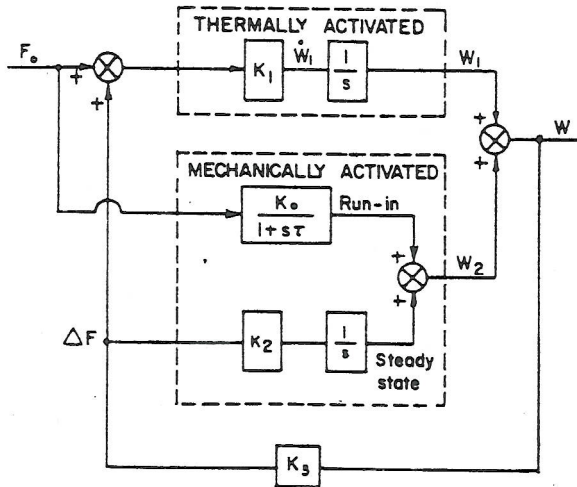 THERMALLY ACTIVATED
F₀
+
+
K₁
Ẇ₁
1/s
W₁
+
+
W
MECHANICALLY ACTIVATED
K₀/1+sτ
Run-in
+
+
W₂
ΔF
K₂
1/s
Steady
state
K₃